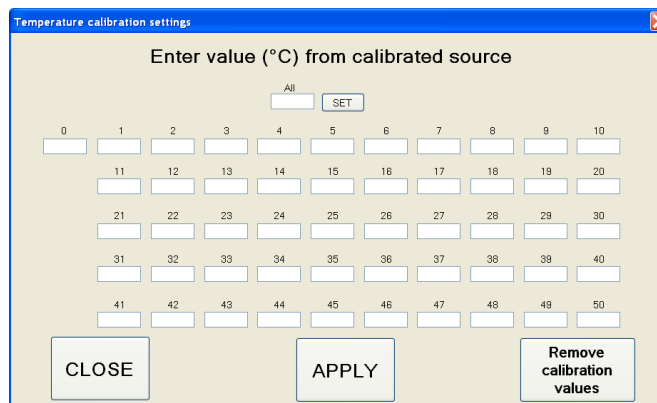 Temperature calibration settings
Enter value (°C) from calibrated source
All
SET
0 1 2 3 4 5 6 7 8 9 10
11 12 13 14 15 16 17 18 19 20
21 22 23 24 25 26 27 28 29 30
31 32 33 34 35 36 37 38 39 40
41 42 43 44 45 46 47 48 49 50
CLOSE
APPLY
Remove
calibration
values